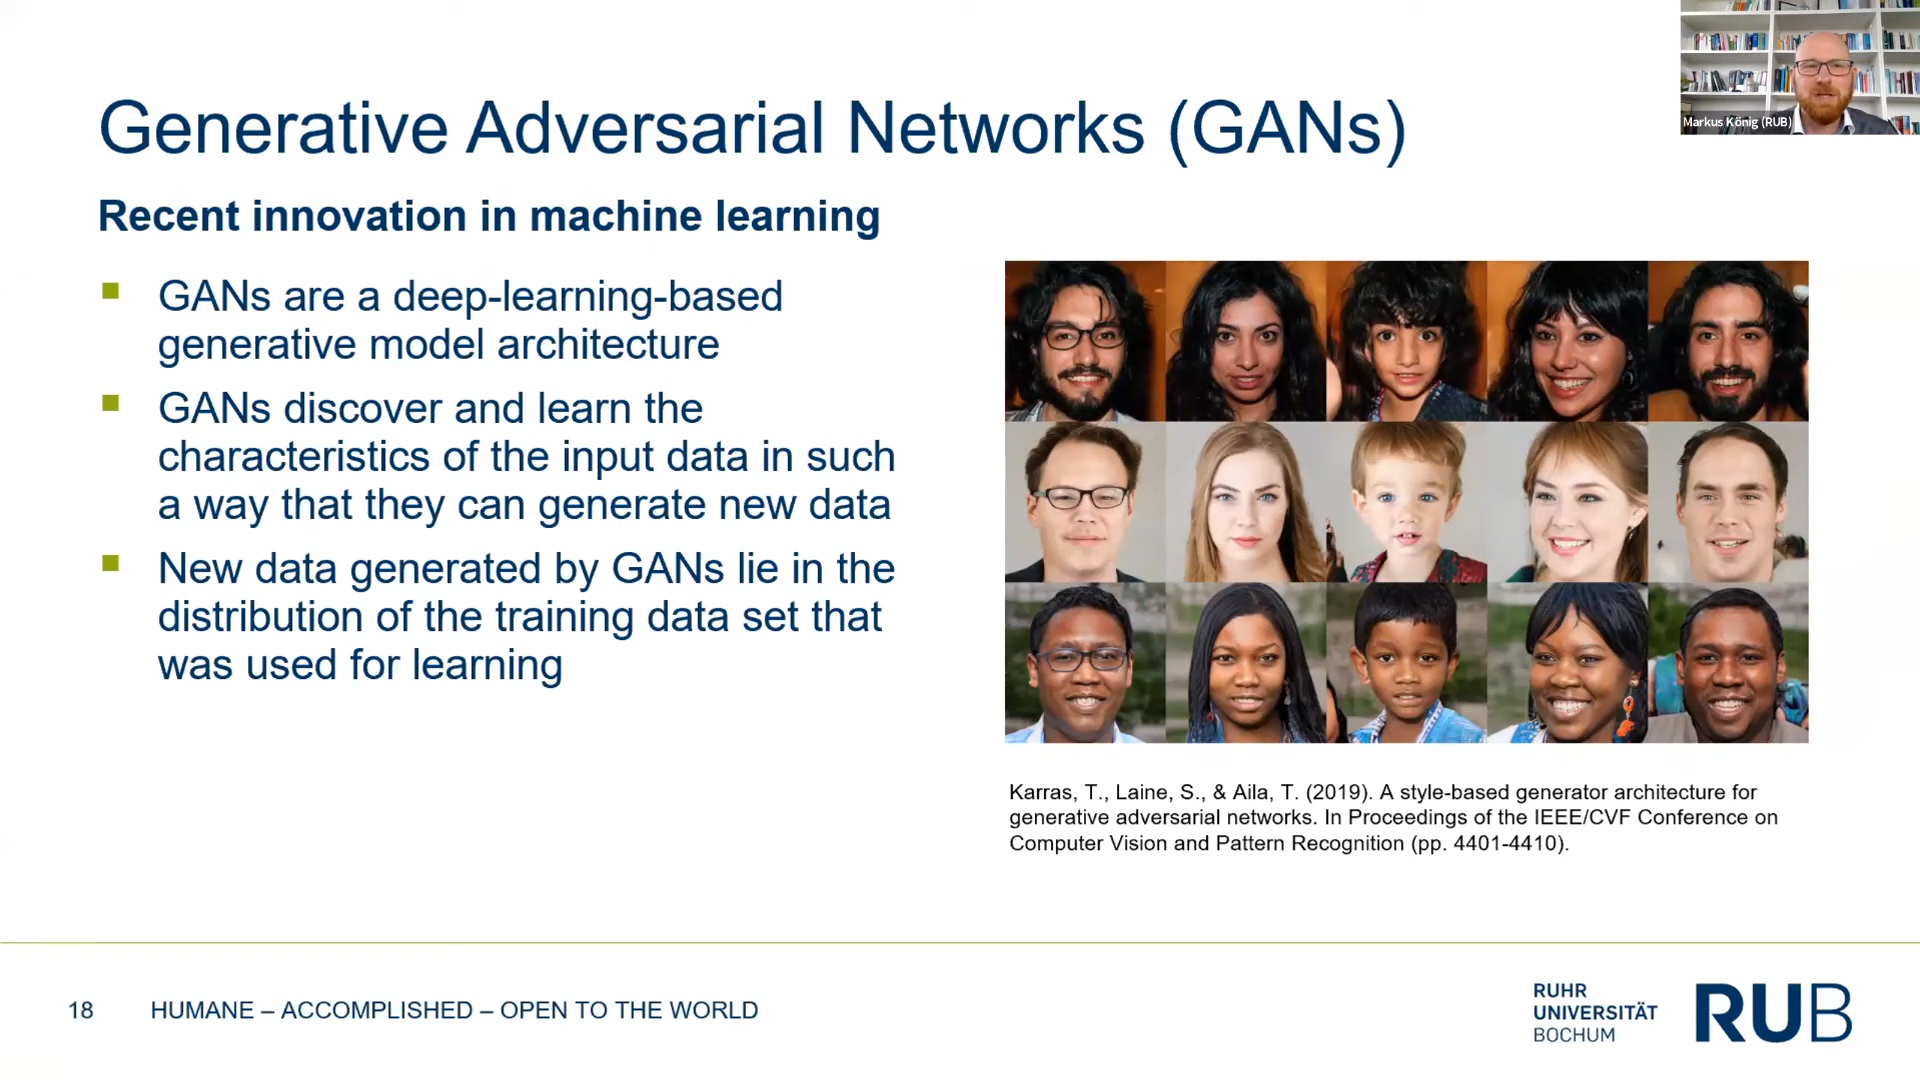 Generative Adversarial Networks (GANs)
Markus König (RUB)
Recent innovation in machine learning
GANs are a deep-learning-based
generative model architecture
GANs discover and learn the
characteristics of the input data in such
a way that they can generate new data
New data generated by GANs lie in the
distribution of the training data set that
was used for learning
Karras, T., Laine, S., & Aila, T. (2019). A style-based generator architecture for
generative adversarial networks. In Proceedings of the IEEE/CVF Conference on
Computer Vision and Pattern Recognition (pp. 4401-4410).
18 HUMANE – ACCOMPLISHED – OPEN TO THE WORLD
RUHR
UNIVERSITÄT
BOCHUM
RUB